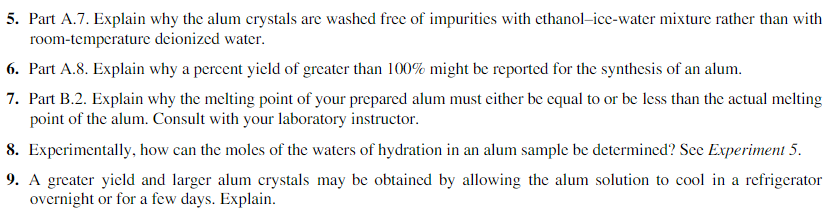 5. Part A.7. Explain why the alum crystals are washed free of impurities with ethanol–ice-water mixture rather than with
room-temperature deionized water.
6. Part A.8. Explain why a percent yield of greater than 100% might be reported for the synthesis of an alum.
7. Part B.2. Explain why the melting point of your prepared alum must either be equal to or be less than the actual melting
point of the alum. Consult with your laboratory instructor.
8. Experimentally, how can the moles of the waters of hydration in an alum sample be determined? See Experiment 5.
9. A greater yield and larger alum crystals may be obtained by allowing the alum solution to cool in a refrigerator
overnight or for a few days. Explain.